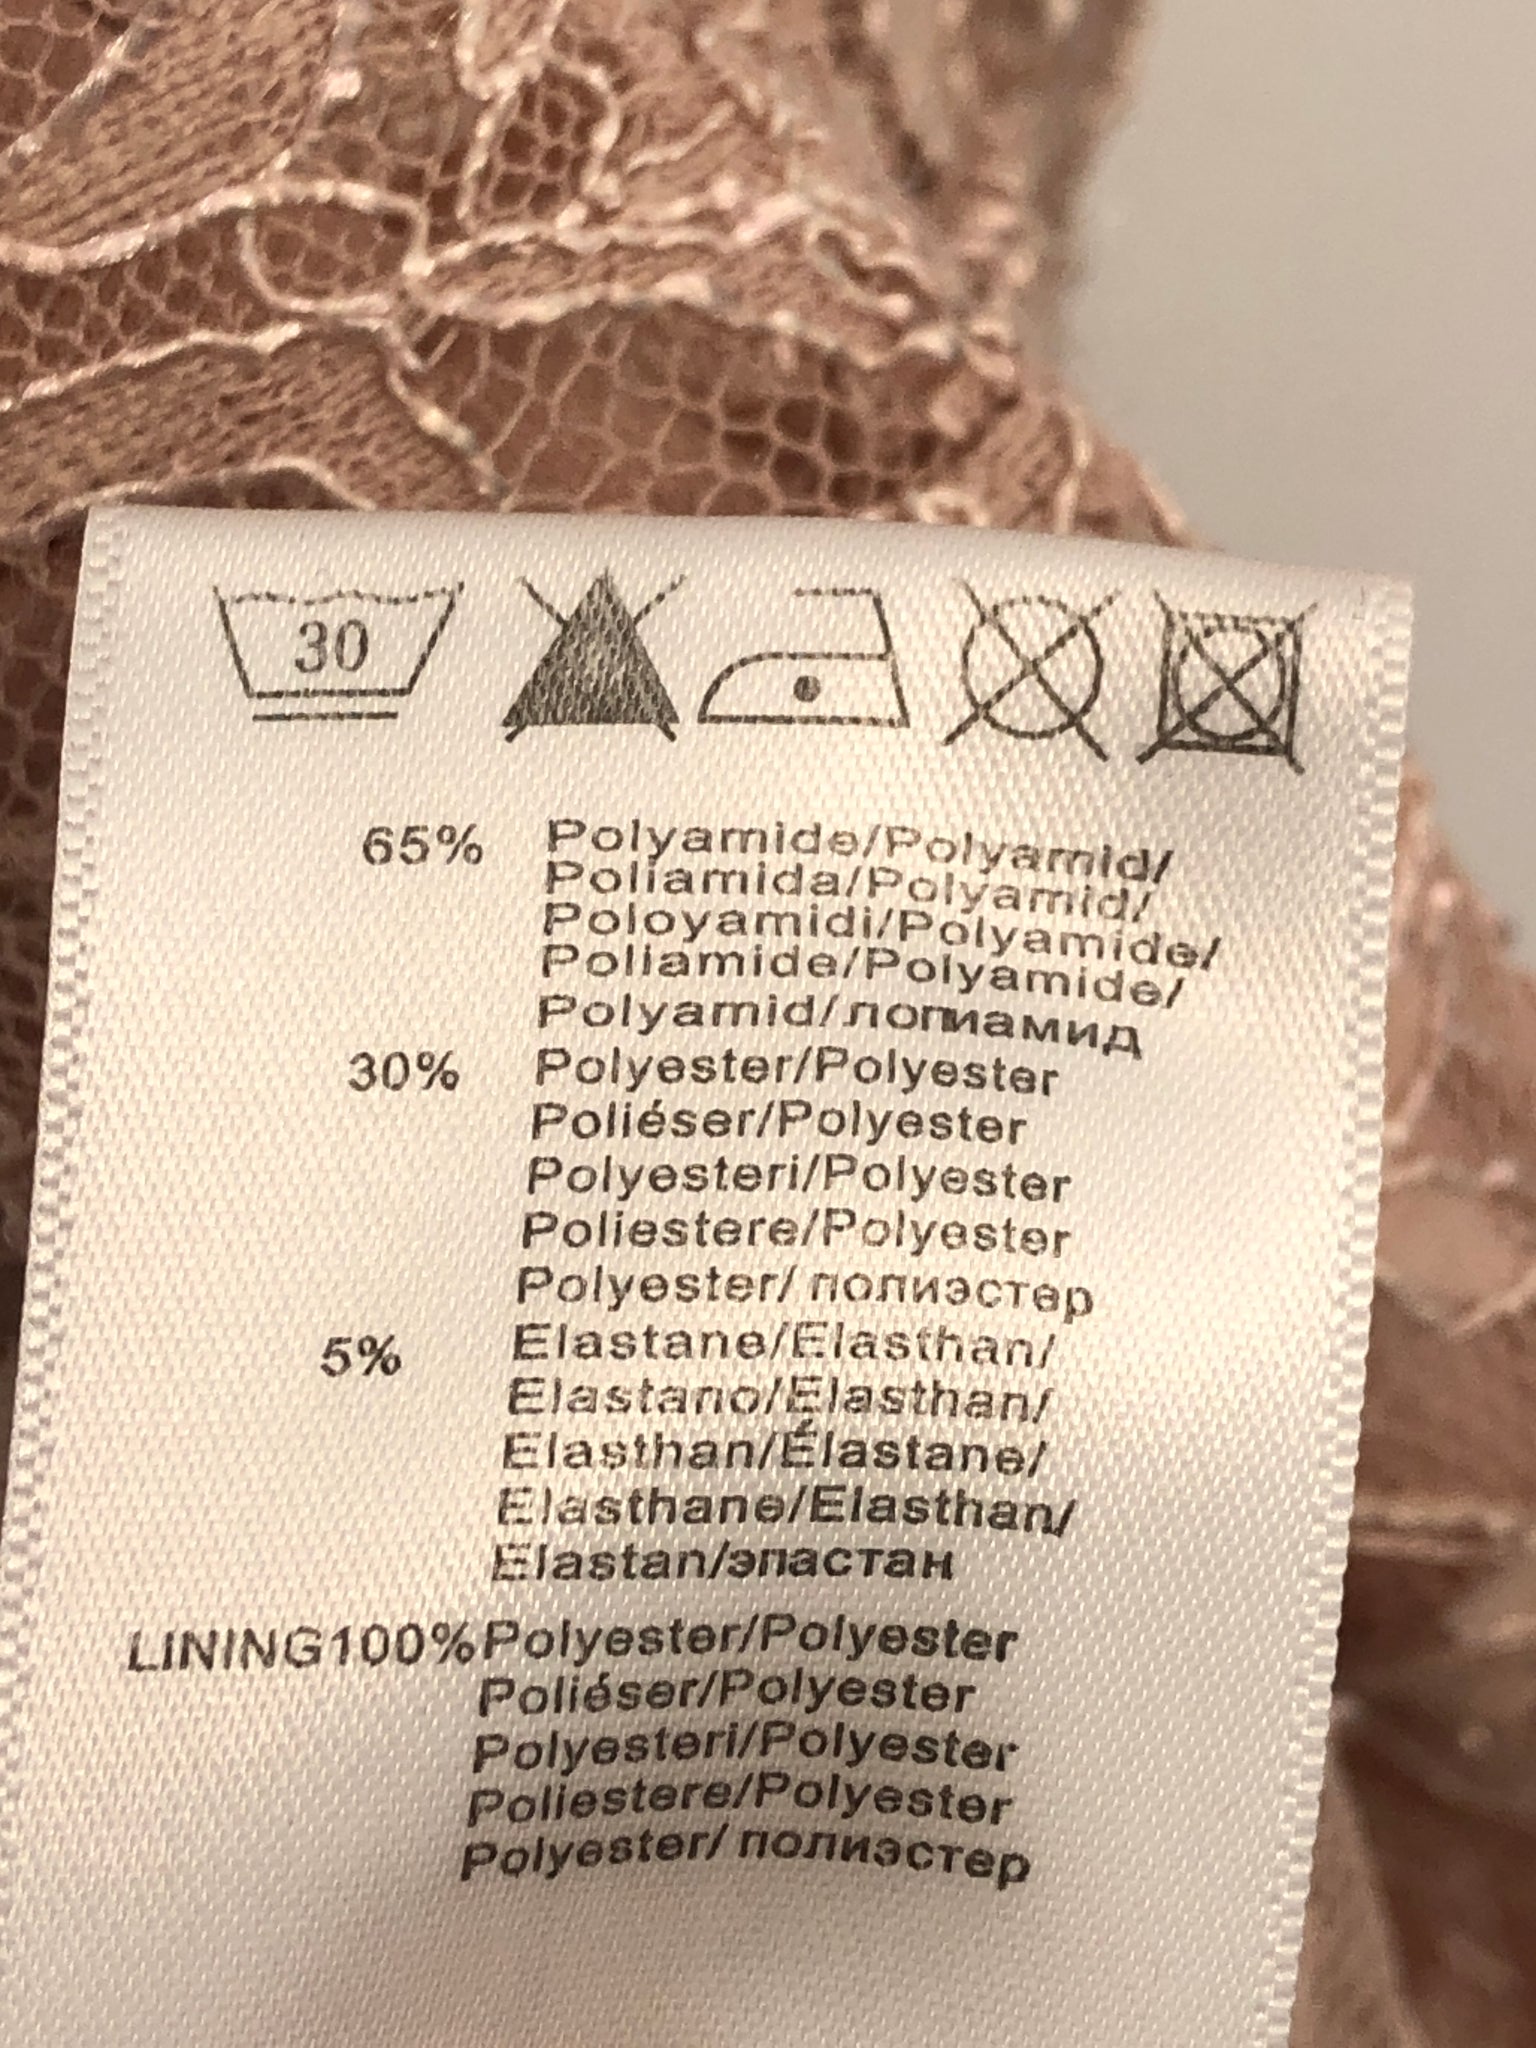 30
65% Polyamide/Polyamid/
Poliamida/Polyamid/
Poloyamidi/Polyamide/
Poliamide/Polyamide/
Polyamid/лопиамид
30% Polyester/Polyester
Poliéser/Polyester
Polyesteri/Polyester
Poliestere/Polyester
Polyester/ полиэстер
5% Elastane/Elasthan/
Elastano/Elasthan/
Elasthan/Élastane/
Elasthane/Elasthan/
Elastan/эластан
LINING100%Polyester/Polyester
Poliéser/Polyester
Polyesteri/Polyester
Poliestere/Polyester
Polyester/ полиэстер